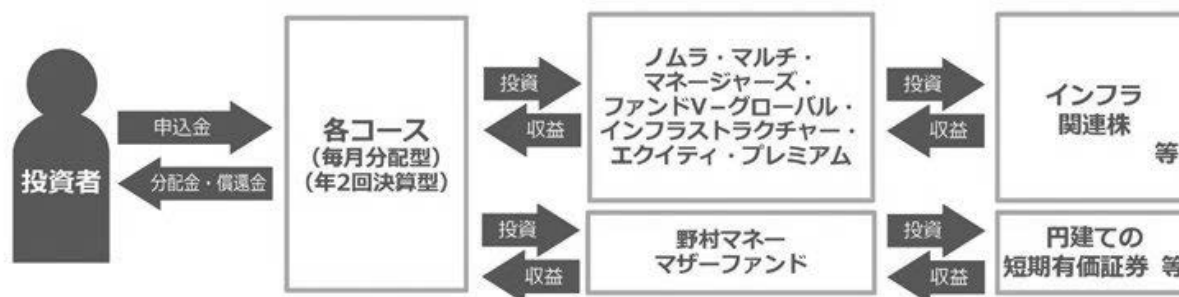 投資者
申込金
分配金・償還金
各コース
（毎月分配型）
（年2回決算型）
投資
収益
ノムラ・マルチ・
マネージャーズ・
ファンドⅤ－グローバル・
インフラストラクチャー・
エクイティ・プレミアム
投資
収益
インフラ
関連株
等
投資
収益
野村マネー
マザーファンド
投資
収益
円建ての
短期有価証券 等